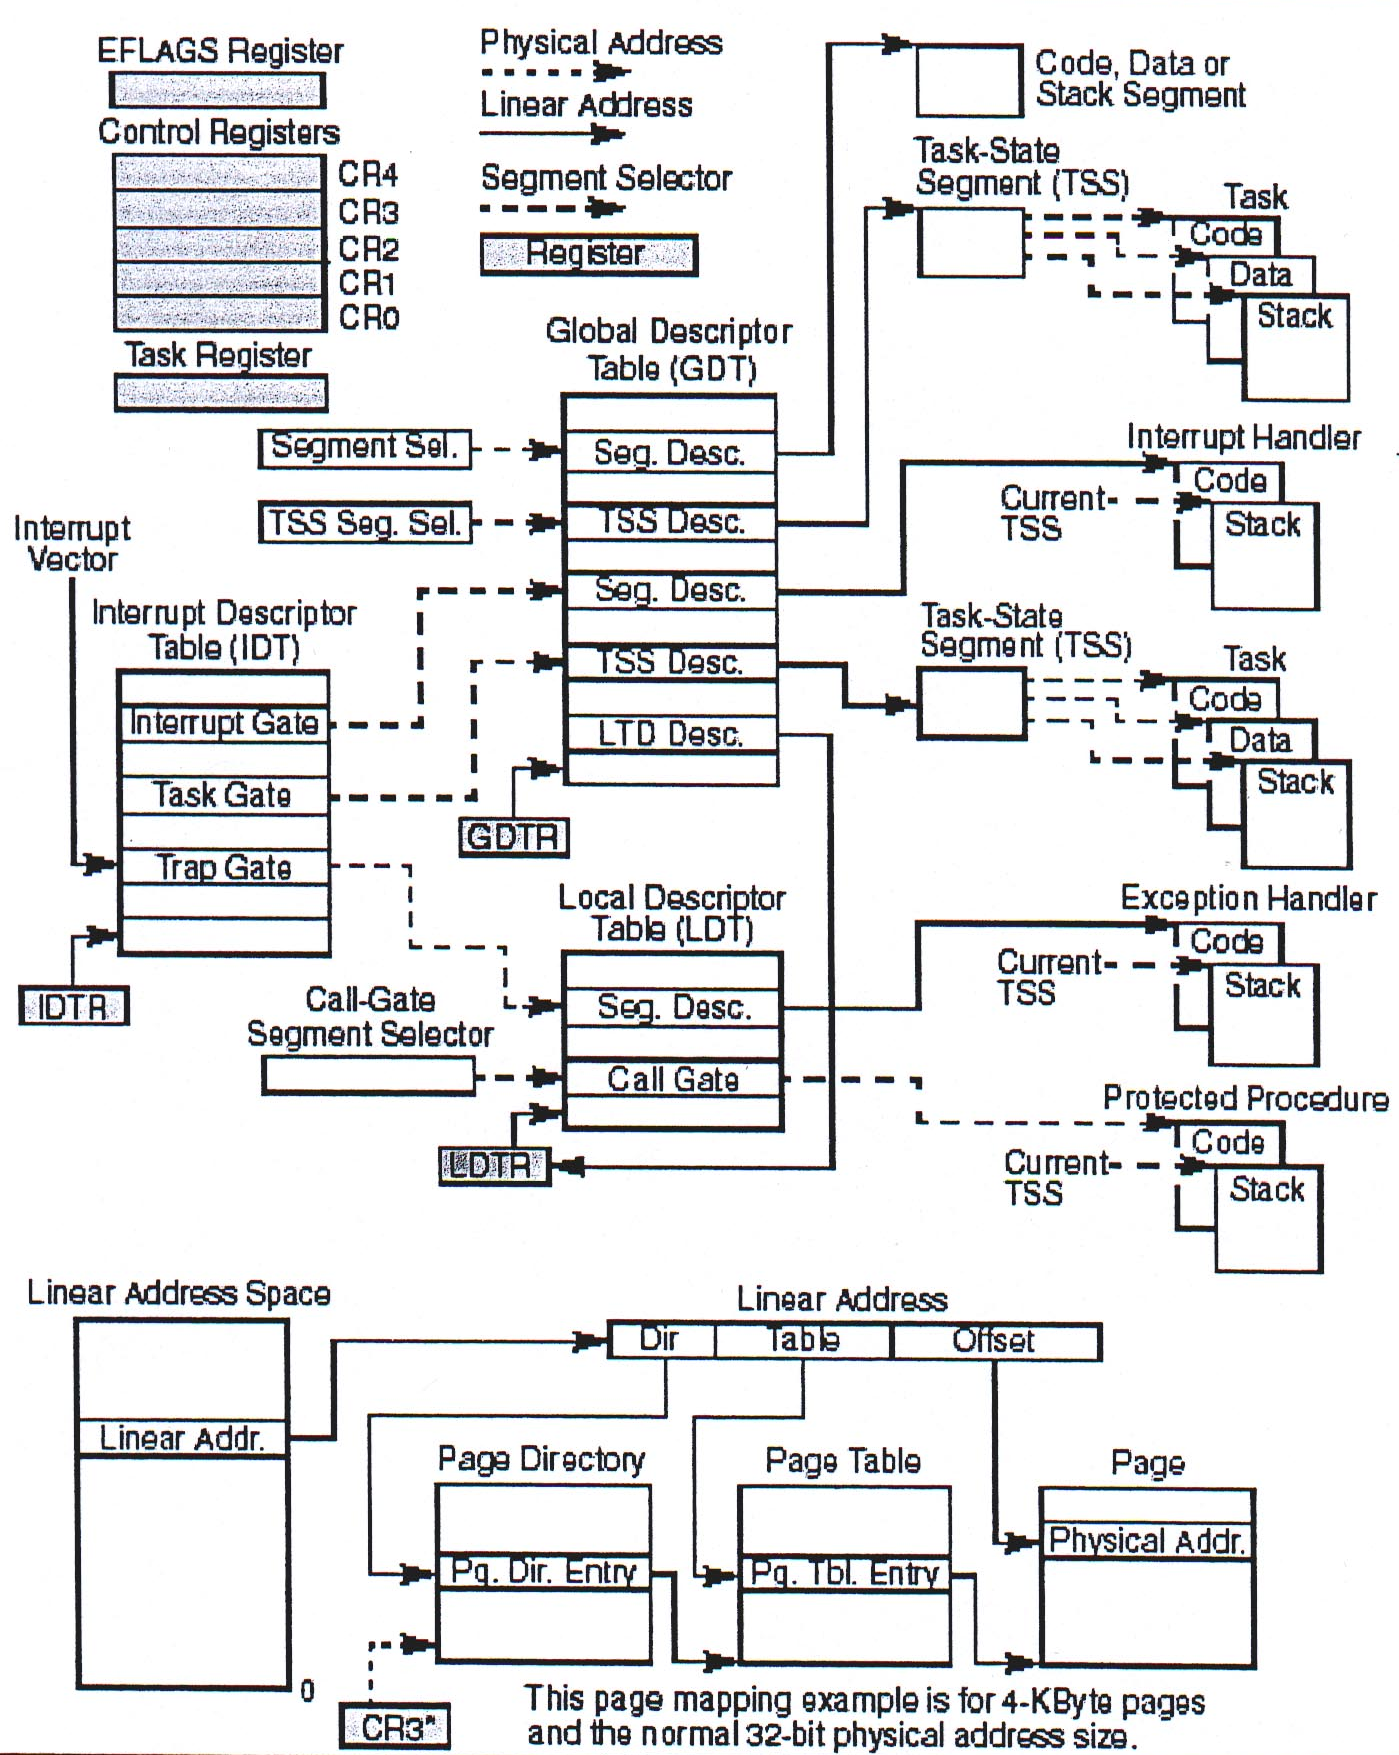 EFLAGS Register
Control Registers
CR4
CR3
CR2
CR1
CR0
Task Register
Physical Address
Linear Address
Segment Selector
Register
Code, Data or
Stack Segment
Task-State
Segment (TSS)
Task
Code
Data
Stack
Global Descriptor
Table (GDT)
Segment Sel.
Seg. Desc.
TSS Seg. Sel.
TSS Desc.
Seg. Desc.
TSS Desc.
LTD Desc.
GDTR
Interrupt Handler
Code
Current
TSS
Stack
Interrupt
Vector
Interrupt Descriptor
Table (IDT)
Interrupt Gate
Task Gate
Trap Gate
IDTR
Task-State
Segment (TSS)
Task
Code
Data
Stack
Local Descriptor
Table (LDT)
Seg. Desc.
Call Gate
LDTR
Call-Gate
Segment Selector
Exception Handler
Code
Current
TSS
Stack
Protected Procedure
Code
Current
TSS
Stack
Linear Address Space
Linear Addr.
0
Linear Address
Dir Table Offset
Page Directory
Pg. Dir. Entry
Page Table
Pg. Tbl. Entry
Page
Physical Addr.
CR3*
This page mapping example is for 4-KByte pages
and the normal 32-bit physical address size.